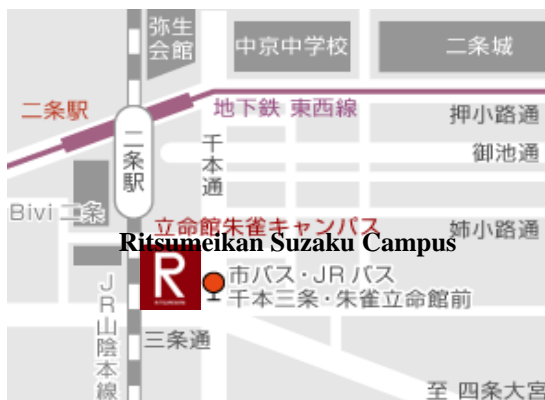 弥生
会館
中京中学校
二条城
二条駅
地下鉄 東西線
押小路通
千本通
御池通
二条駅
Bivi 二条
立命館朱雀キャンパス
姉小路通
Ritsumeikan Suzaku Campus
R
RITSUMEIKAN
市バス・JRバス
千本三条・朱雀立命館前
JR山陰本線
三条通
至 四条大宮